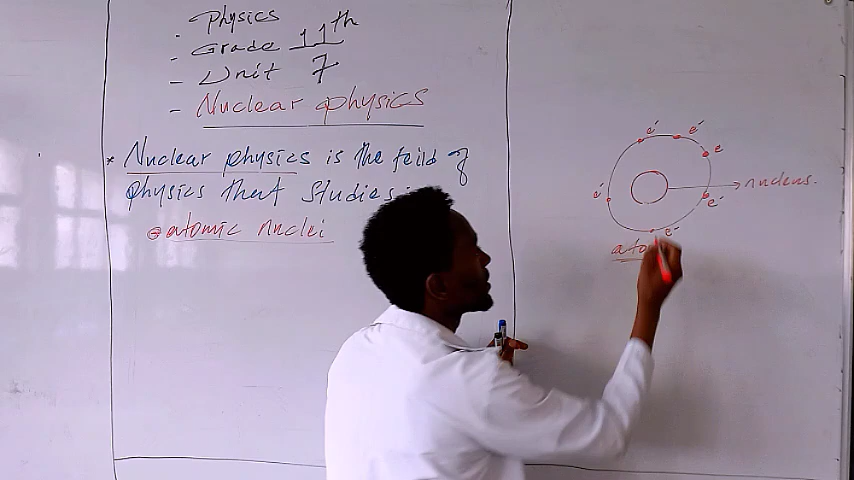 . Physics
- Grade 11th
- Unit 7
- Nuclear physics
* Nuclear physics is the feild of
physics that studies:
atomic nuclei
e- e-
e
e- nucleus.
e-
e-